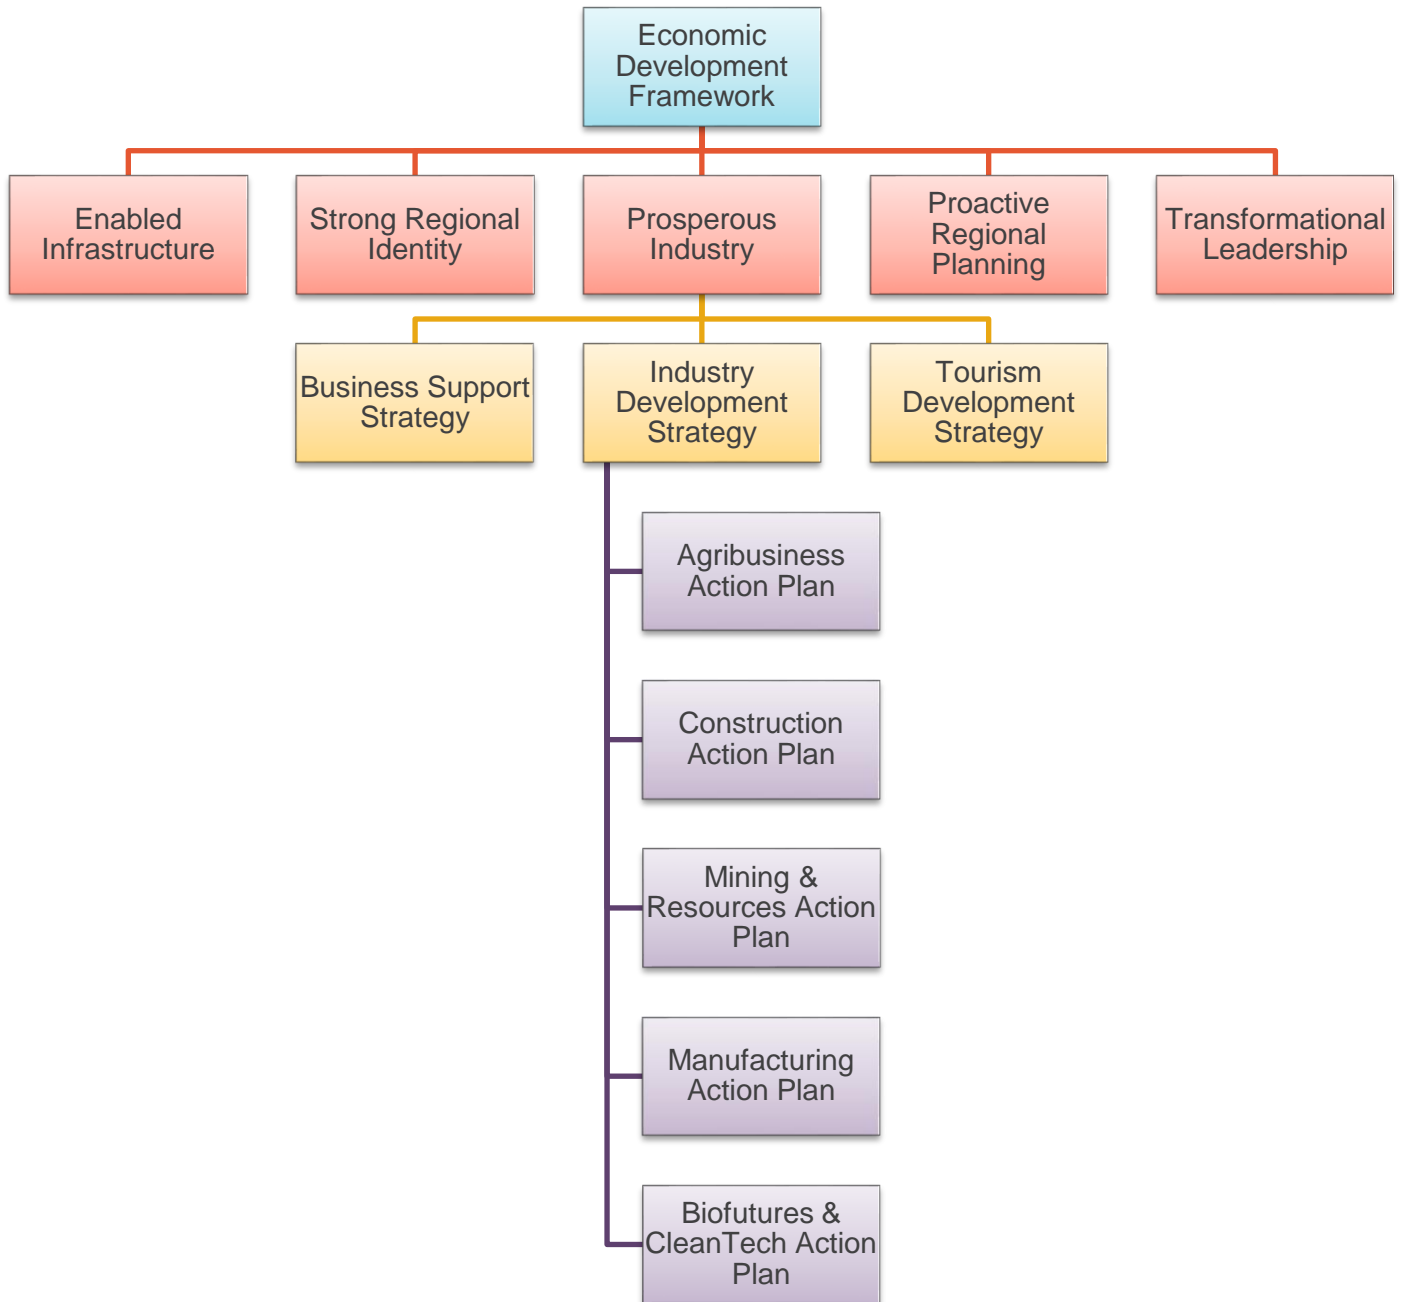 Economic
Development
Framework
Enabled
Infrastructure
Strong Regional
Identity
Prosperous
Industry
Proactive
Regional
Planning
Transformational
Leadership
Business Support
Strategy
Industry
Development
Strategy
Tourism
Development
Strategy
Agribusiness
Action Plan
Construction
Action Plan
Mining &
Resources Action
Plan
Manufacturing
Action Plan
Biofutures &
CleanTech Action
Plan